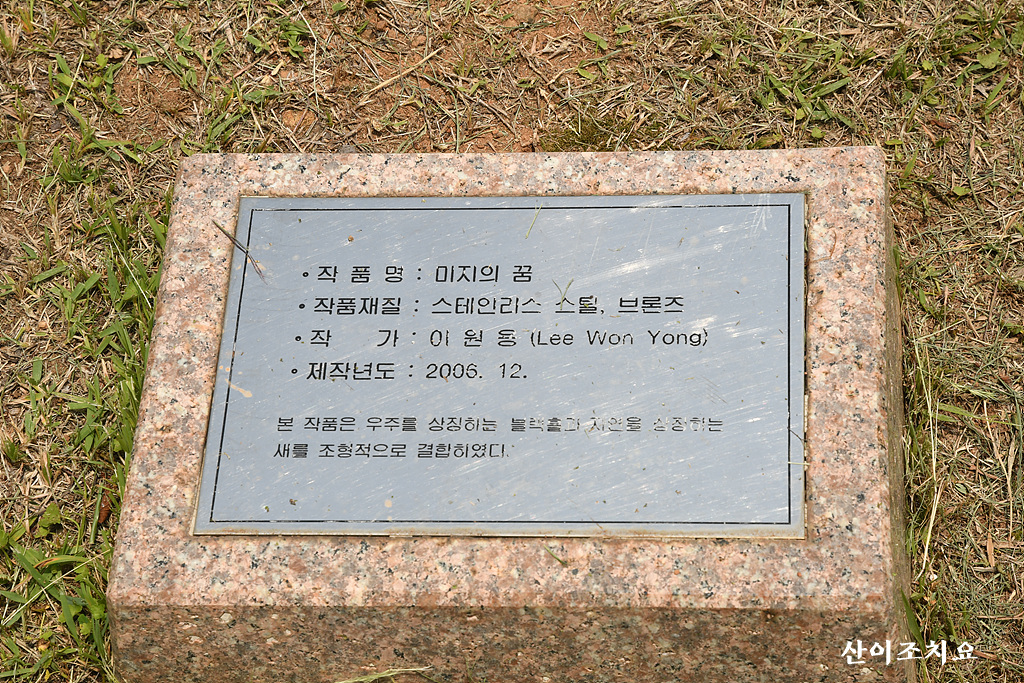 • 작 품 명 : 미지의 꿈
• 작품재질 : 스테인리스 스틸, 브론즈
• 작 가 : 이 원 용 (Lee Won Yong)
• 제작년도 : 2006. 12.
본 작품은 우주를 상징하는 블랙홀과 자연을 상징하는
새를 조형적으로 결합하였다.
산이조치요